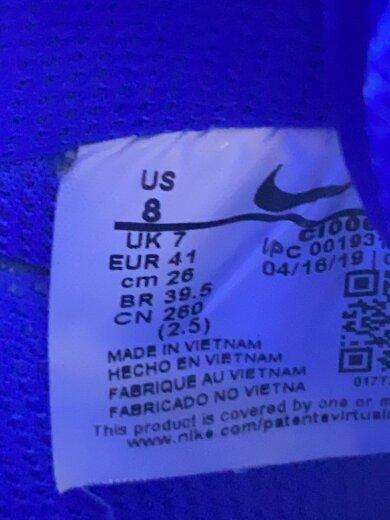 US
8
UK 7
EUR 41
cm 26
BR 39.5
CN 260
(2.5)
04/16/19
MADE IN VIETNAM
HECHO EN VIETNAM
FABRIQUE AU VIETNAM
FABRICADO NO VIETNA
This product is covered by one or
www.nike.com/patentsvirtual